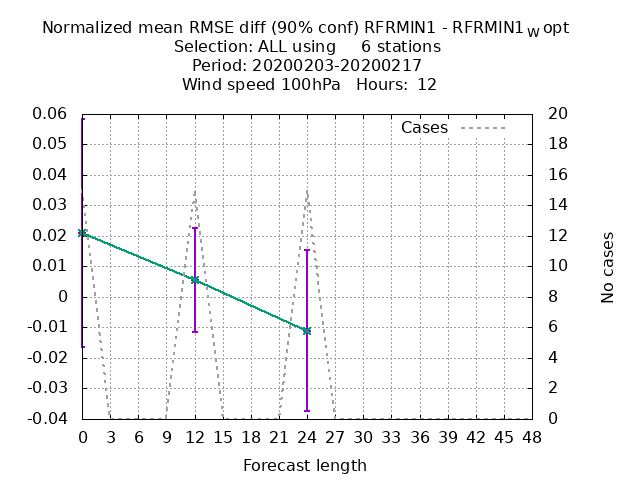 Normalized mean RMSE diff (90% conf) RFRMIN1 - RFRMIN1w opt
Selection: ALL using 6 stations
Period: 20200203-20200217
Wind speed 100hPa Hours: 12
Cases
0.06
0.05
0.04
0.03
0.02
0.01
0
-0.01
-0.02
-0.03
-0.04
20
18
16
14
12
10
8
6
4
2
0
No cases
0 3 6 9 12 15 18 21 24 27 30 33 36 39 42 45 48
Forecast length